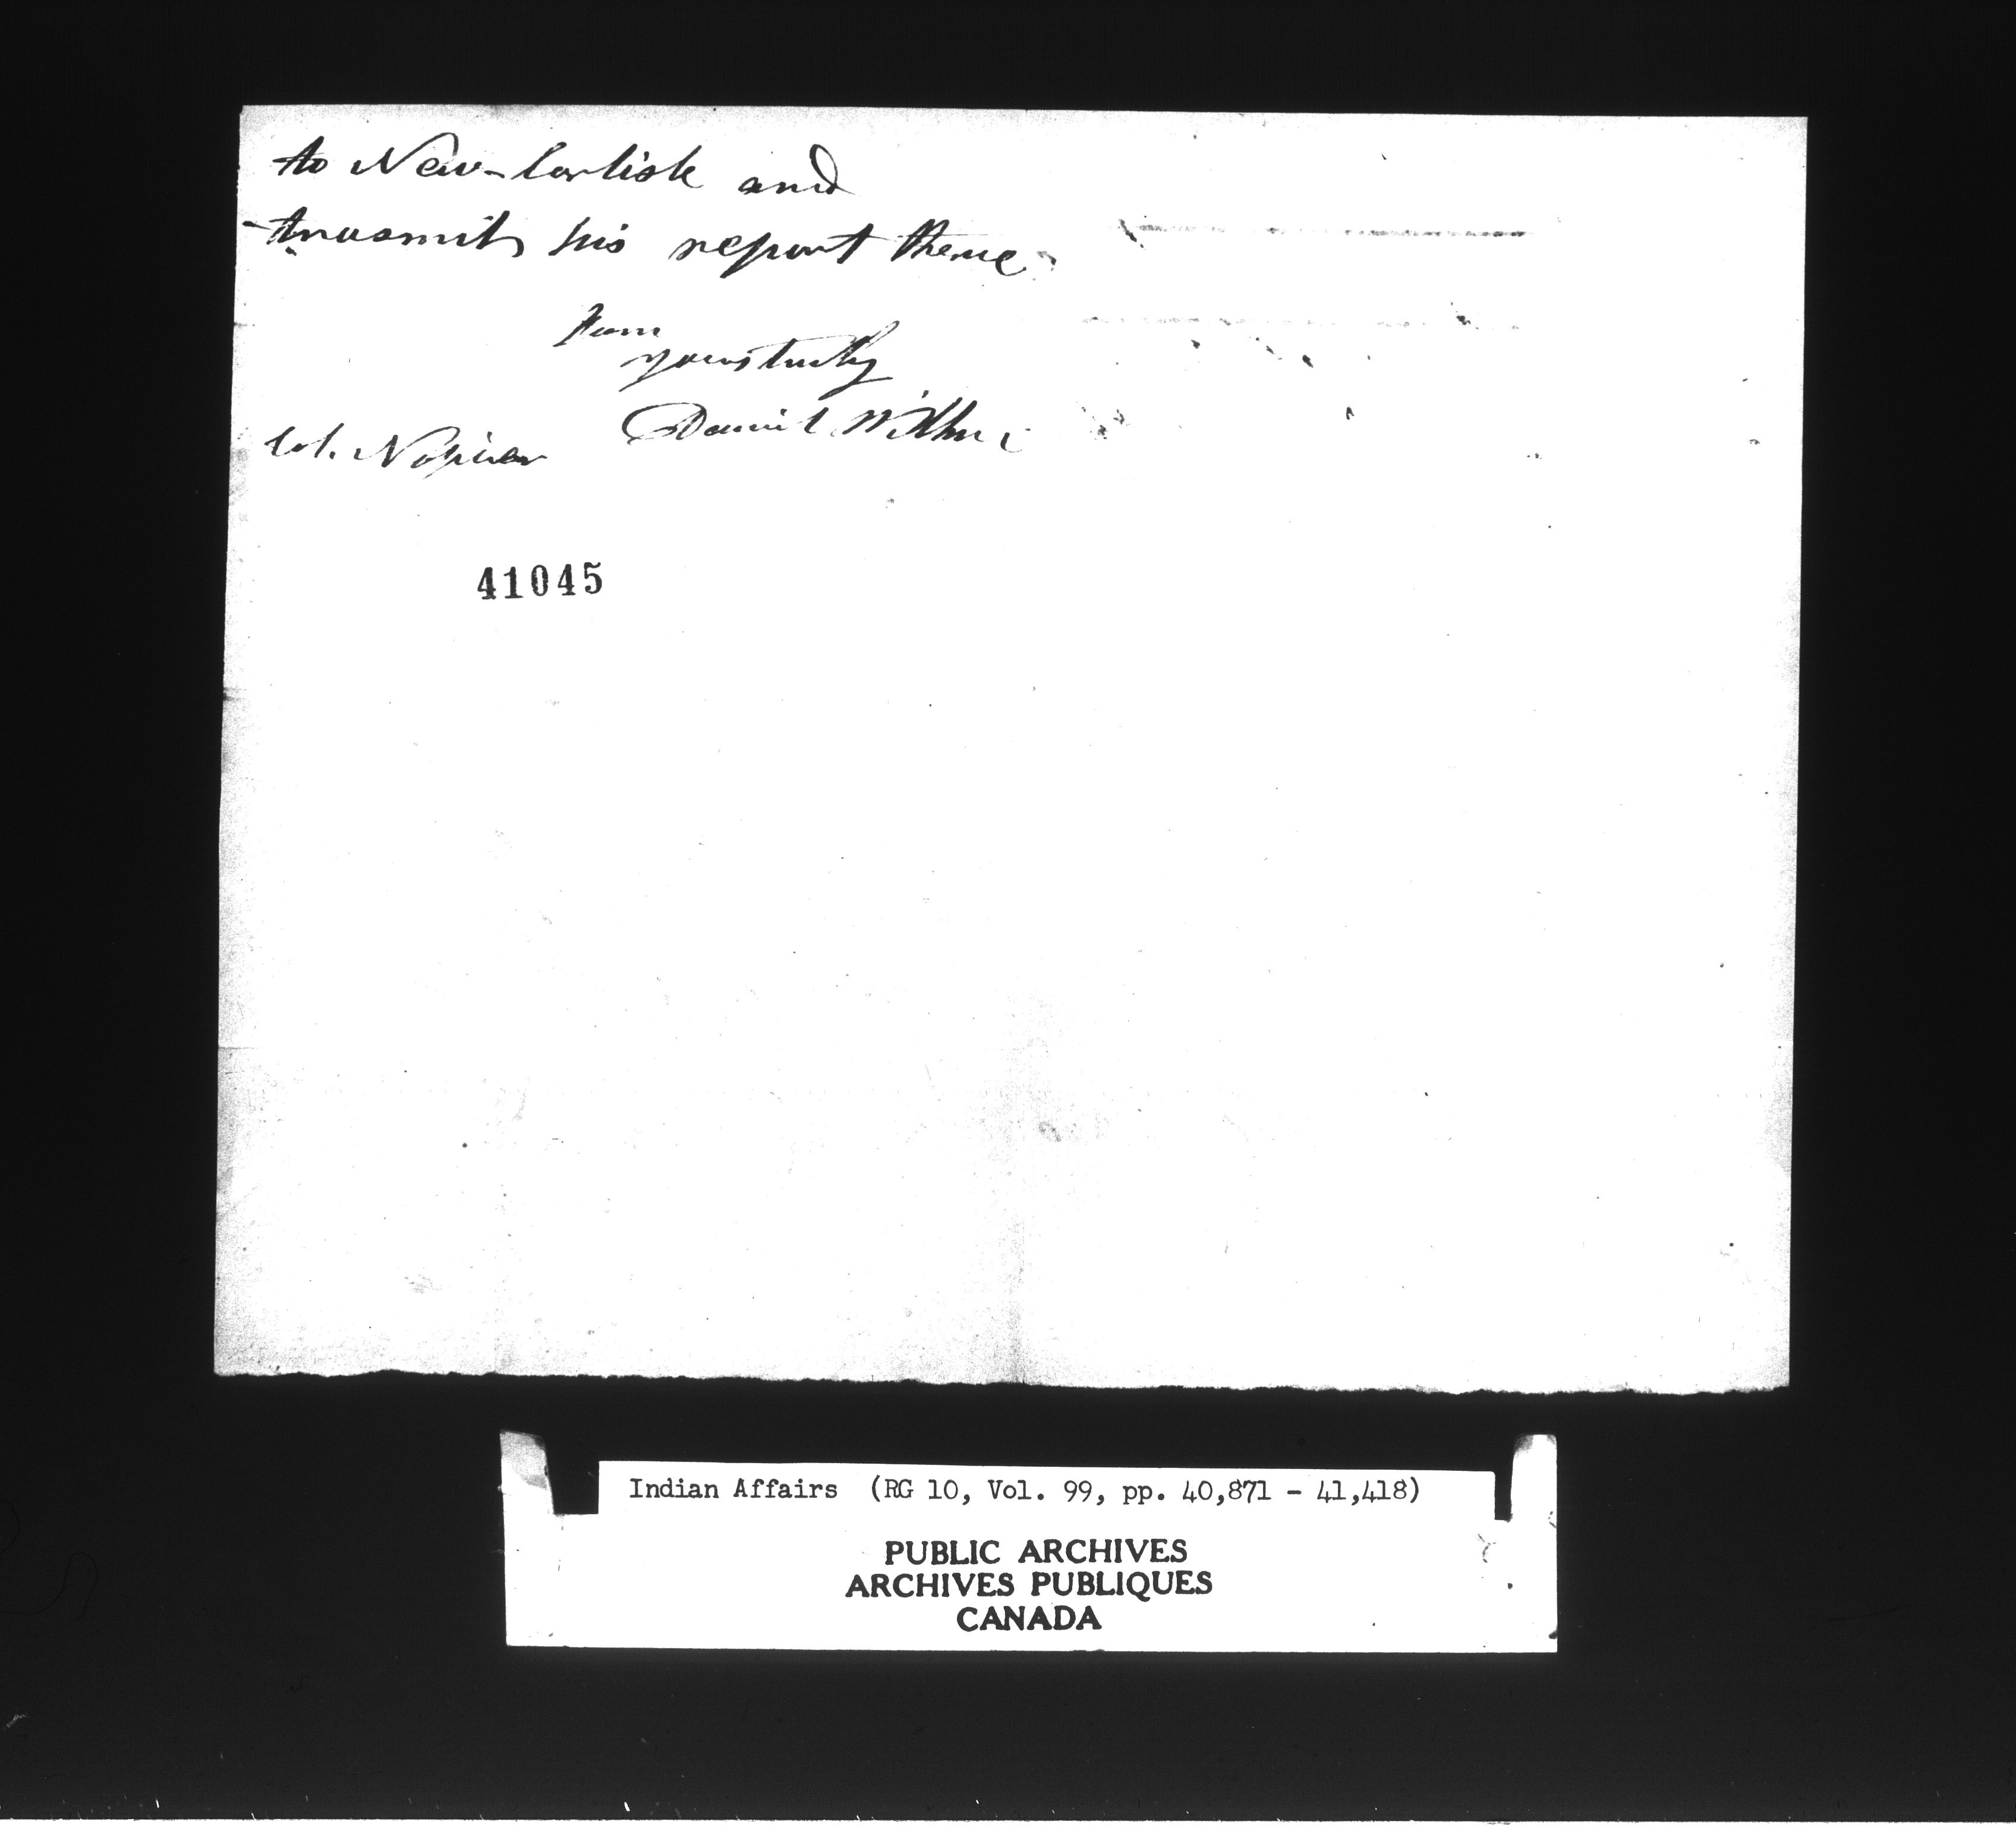 to New-Carlisle and
transmit his report thence
I am
yours truly
Daniel Wilkie
Col. Napier
41045
Indian Affairs (RG 10, Vol. 99, pp. 40,871 - 41,418)
PUBLIC ARCHIVES
ARCHIVES PUBLIQUES
CANADA